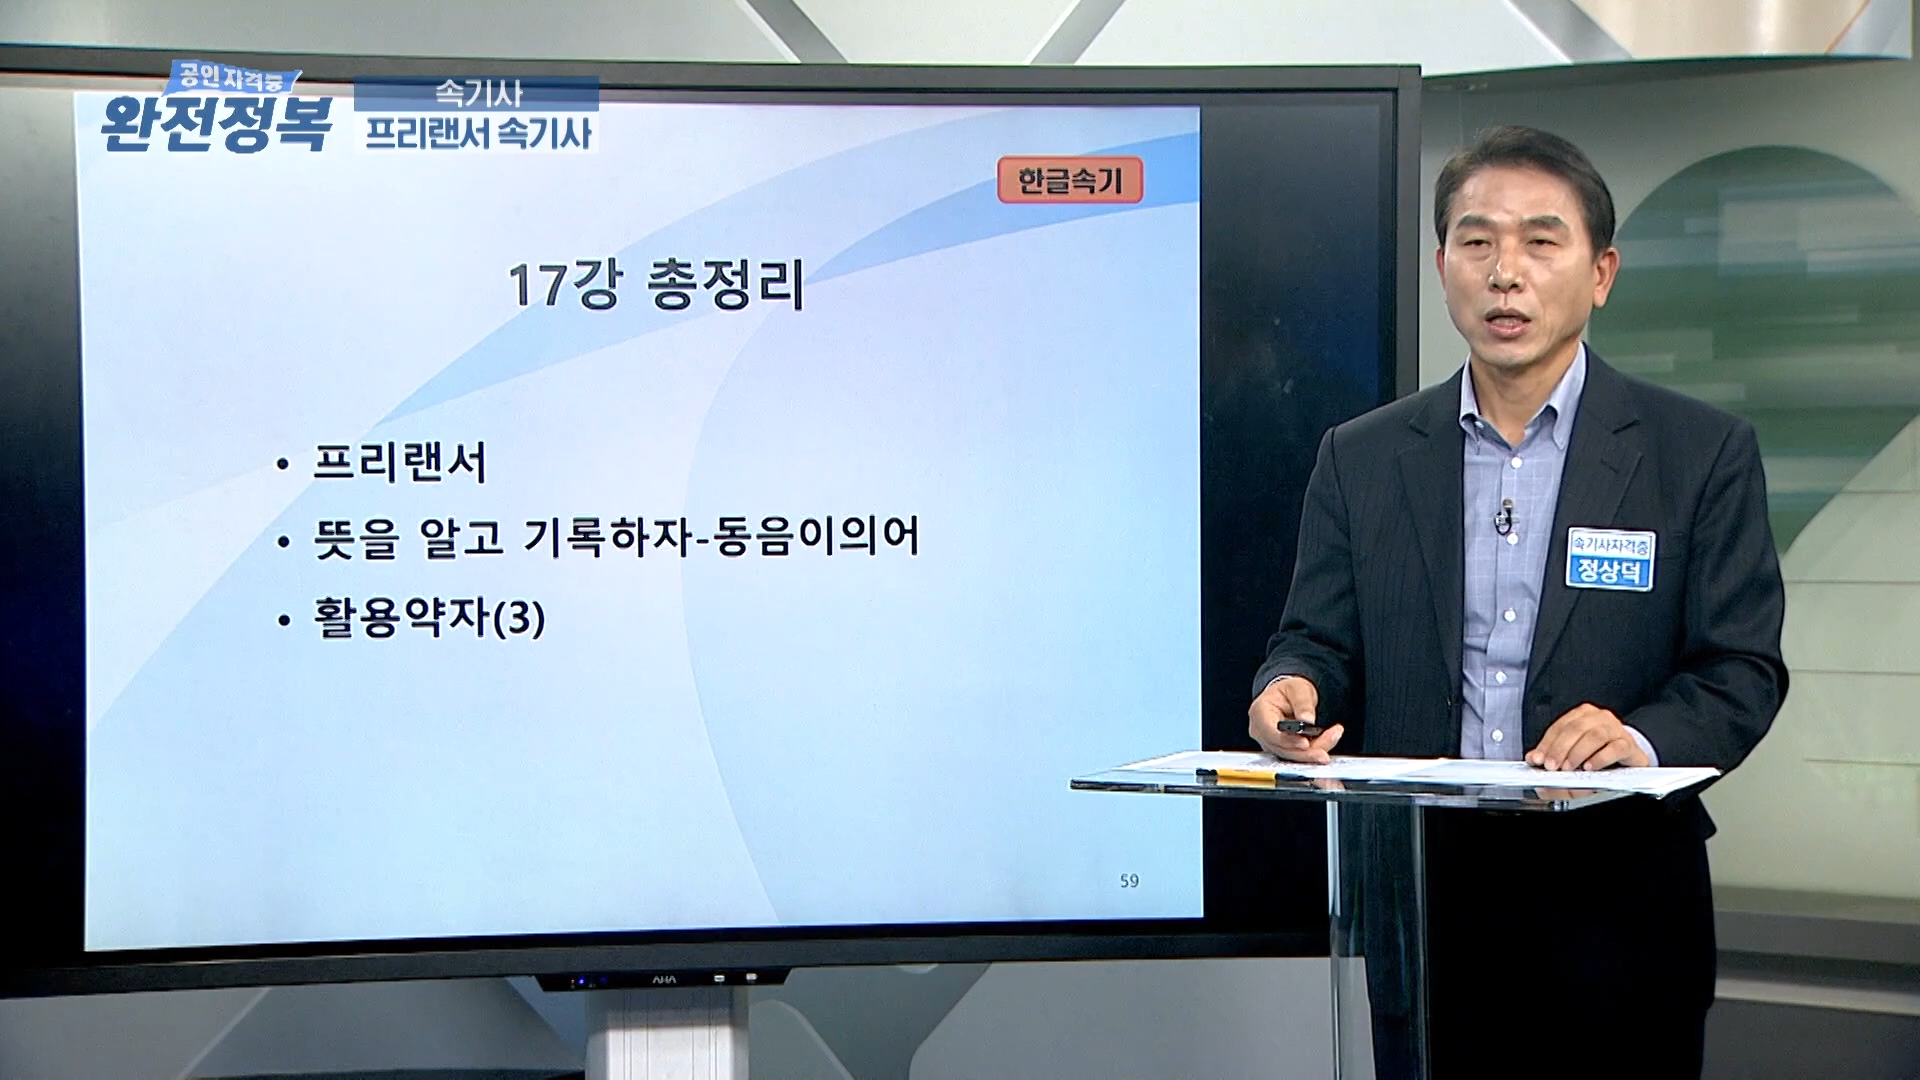 공인 자격증
완전정복
속기사
프리랜서 속기사
한글속기
17강 총정리
• 프리랜서
• 뜻을 알고 기록하자-동음이의어
• 활용약자(3)
59
속기사자격증
정상덕
AHA